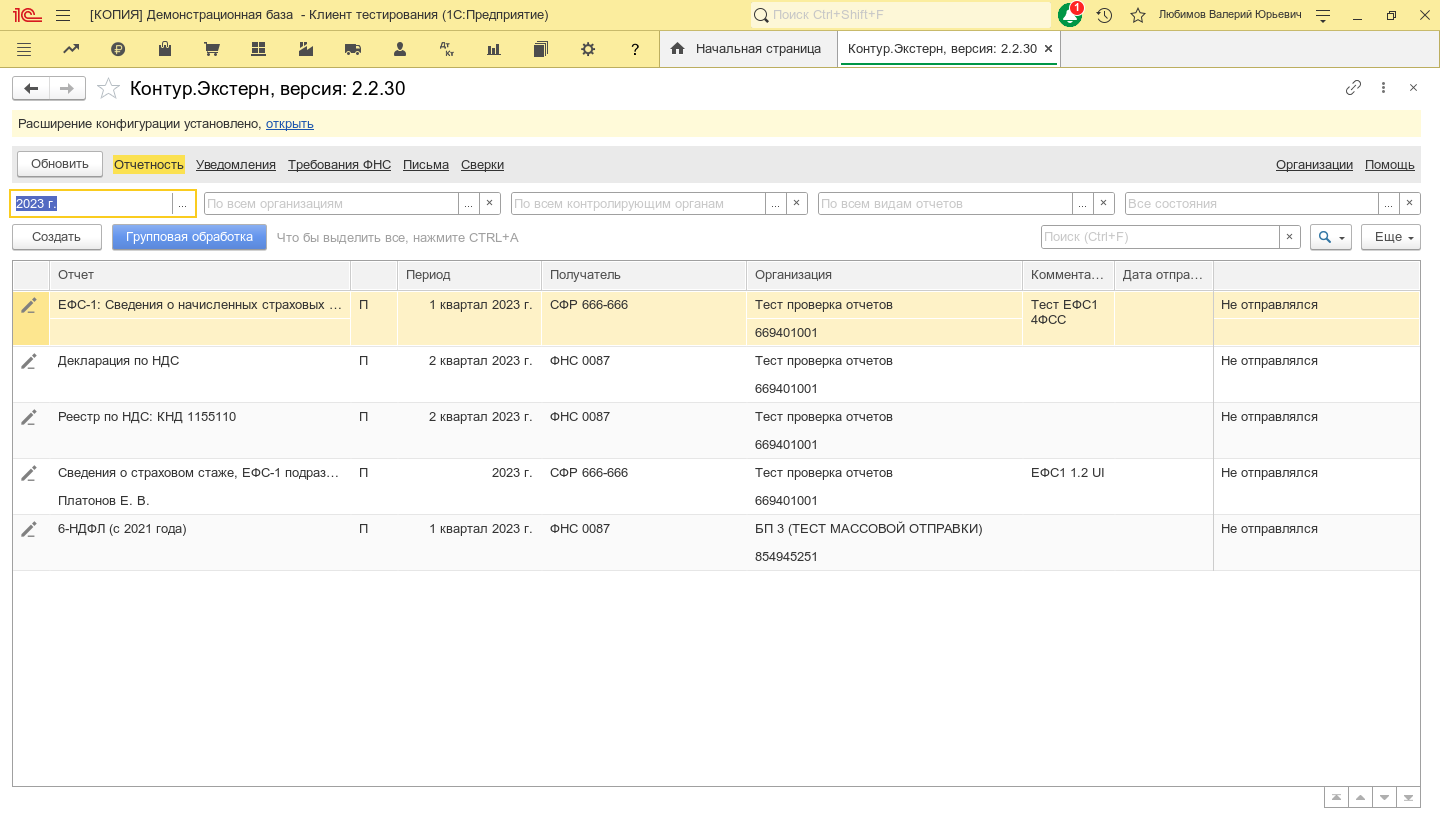 [КОПИЯ] Демонстрационная база - Клиент тестирования (1С:Предприятие)
Поиск Ctrl+Shift+F
1
Любимов Валерий Юрьевич
Дт Кт
?
Начальная страница
Контур.Экстерн, версия: 2.2.30
Контур.Экстерн, версия: 2.2.30
Расширение конфигурации установлено, открыть
Обновить Отчетность Уведомления Требования ФНС Письма Сверки Организации Помощь
2023 г. ... По всем организациям ... × По всем контролирующим органам ... × По всем видам отчетов ... × Все состояния ... ×
Создать Групповая обработка Что бы выделить все, нажмите CTRL+A Поиск (Ctrl+F) × Еще
Отчет Период Получатель Организация Коммента... Дата отпра...
ЕФС-1: Сведения о начисленных страховых ... П 1 квартал 2023 г. СФР 666-666 Тест проверка отчетов Тест ЕФС1 Не отправлялся
4ФСС
669401001
Декларация по НДС П 2 квартал 2023 г. ФНС 0087 Тест проверка отчетов Не отправлялся
669401001
Реестр по НДС: КНД 1155110 П 2 квартал 2023 г. ФНС 0087 Тест проверка отчетов Не отправлялся
669401001
Сведения о страховом стаже, ЕФС-1 подраз... П 2023 г. СФР 666-666 Тест проверка отчетов ЕФС1 1.2 UI Не отправлялся
Платонов Е. В. 669401001
6-НДФЛ (с 2021 года) П 1 квартал 2023 г. ФНС 0087 БП 3 (ТЕСТ МАССОВОЙ ОТПРАВКИ) Не отправлялся
854945251